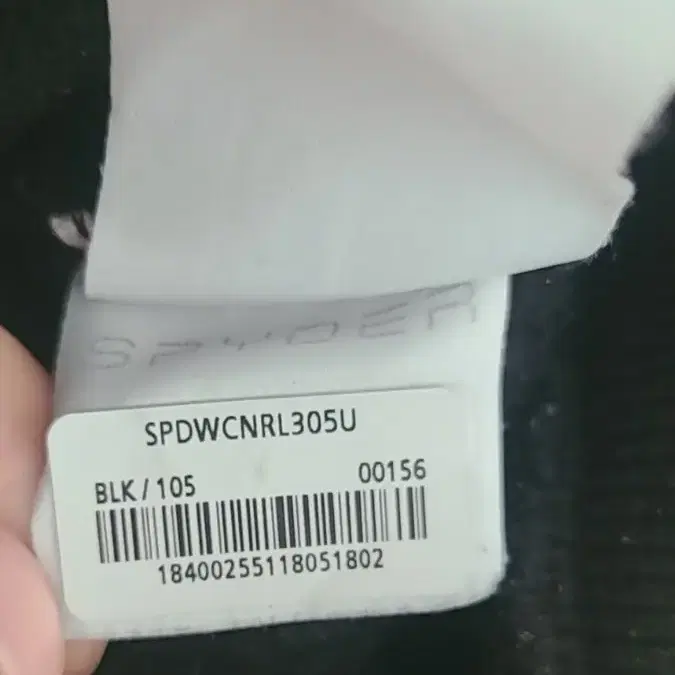 SPYDER
SPDWCNRL305U
BLK / 105 00156
18400255118051802